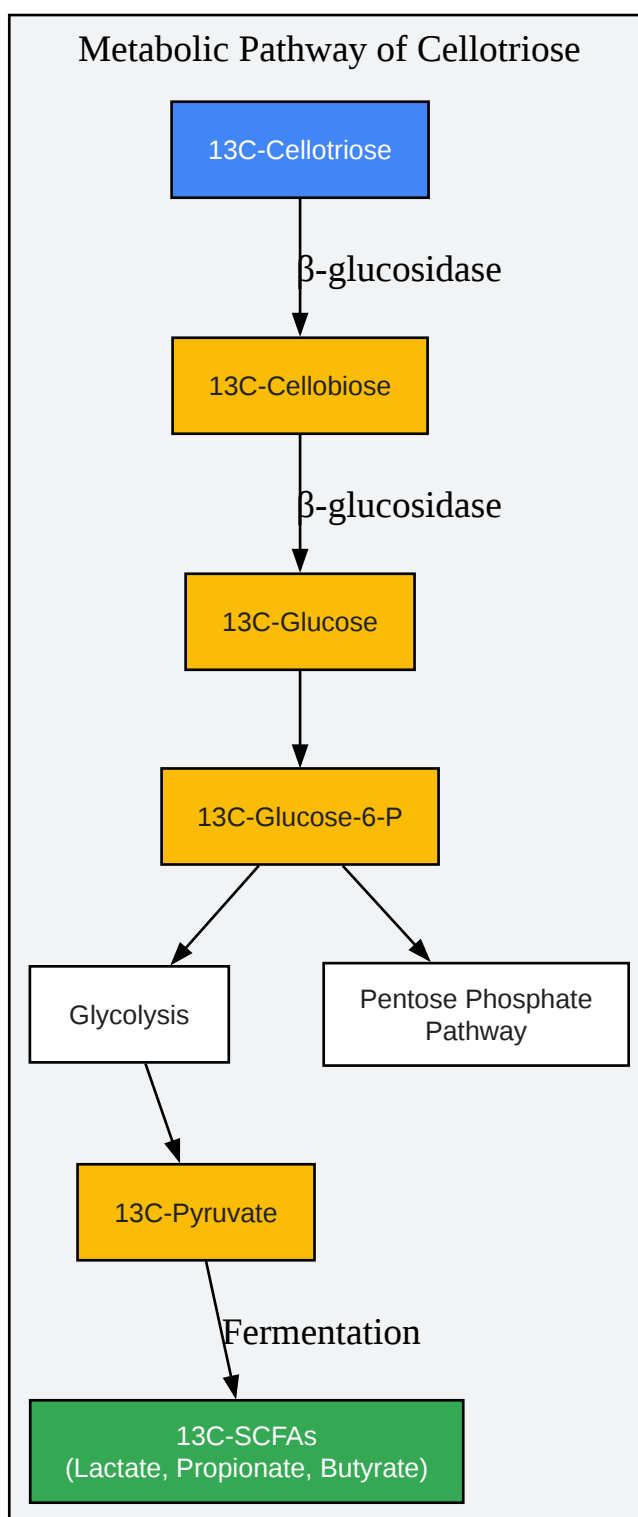 Metabolic Pathway of Cellotriose
13C-Cellotriose
β-glucosidase
13C-Cellobiose
β-glucosidase
13C-Glucose
13C-Glucose-6-P
Glycolysis
Pentose Phosphate
Pathway
13C-Pyruvate
Fermentation
13C-SCFAs
(Lactate, Propionate, Butyrate)